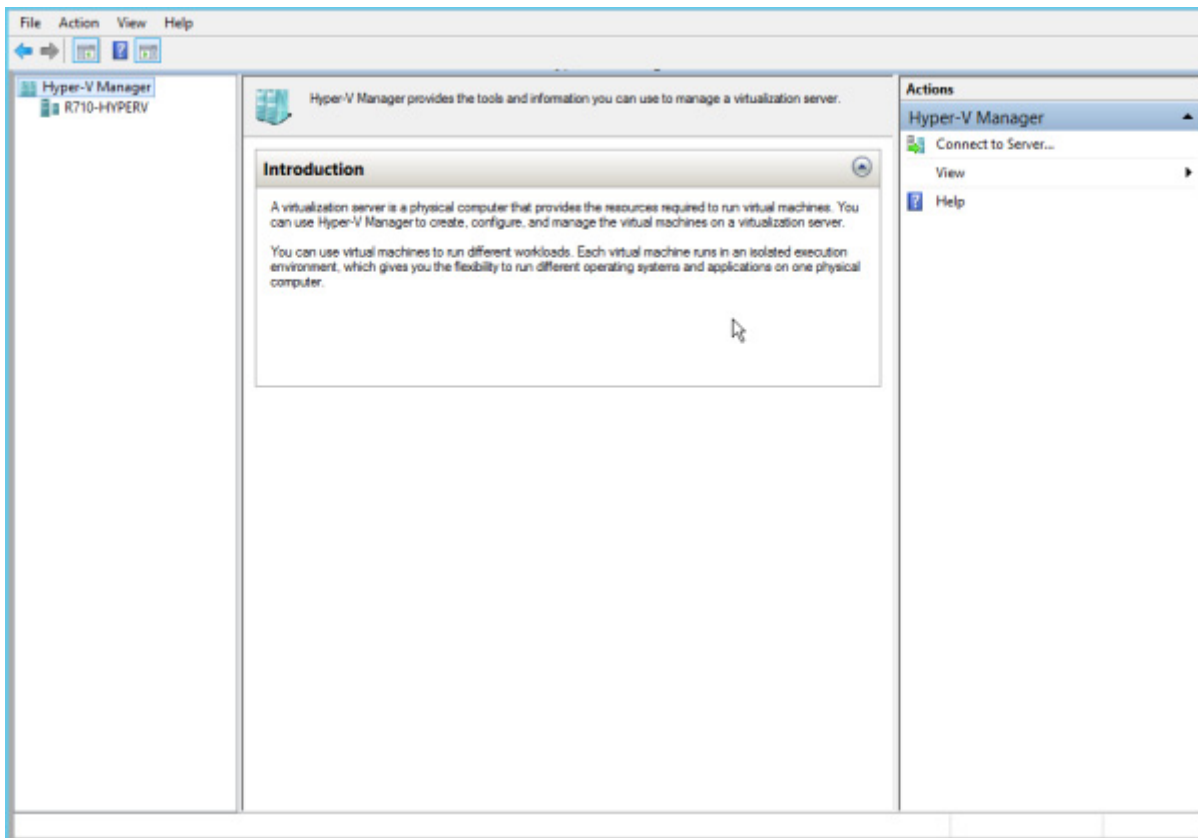 File Action View Help
Hyper-V Manager
R710-HYPERV
Hyper-V Manager provides the tools and information you can use to manage a virtualization server.
Introduction
A virtualization server is a physical computer that provides the resources required to run virtual machines. You
can use Hyper-V Manager to create, configure, and manage the virtual machines on a virtualization server.
You can use virtual machines to run different workloads. Each virtual machine runs in an isolated execution
environment, which gives you the flexibility to run different operating systems and applications on one physical
computer.
Actions
Hyper-V Manager
Connect to Server...
View
Help